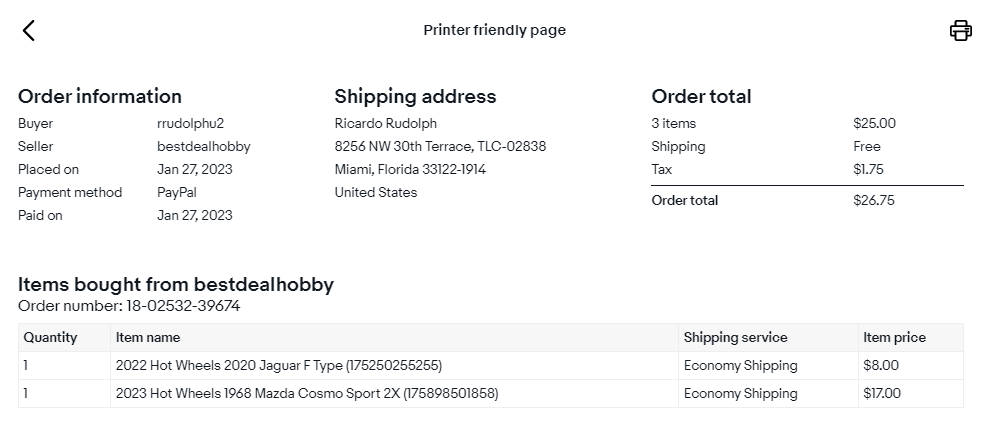 Printer friendly page
Order information
Buyer rrudolphu2
Seller bestdealhobby
Placed on Jan 27, 2023
Payment method PayPal
Paid on Jan 27, 2023
Shipping address
Ricardo Rudolph
8256 NW 30th Terrace, TLC-02838
Miami, Florida 33122-1914
United States
Order total
3 items $25.00
Shipping Free
Tax $1.75
Order total $26.75
Items bought from bestdealhobby
Order number: 18-02532-39674
Quantity Item name Shipping service Item price
1 2022 Hot Wheels 2020 Jaguar F Type (175250255255) Economy Shipping $8.00
1 2023 Hot Wheels 1968 Mazda Cosmo Sport 2X (175898501858) Economy Shipping $17.00